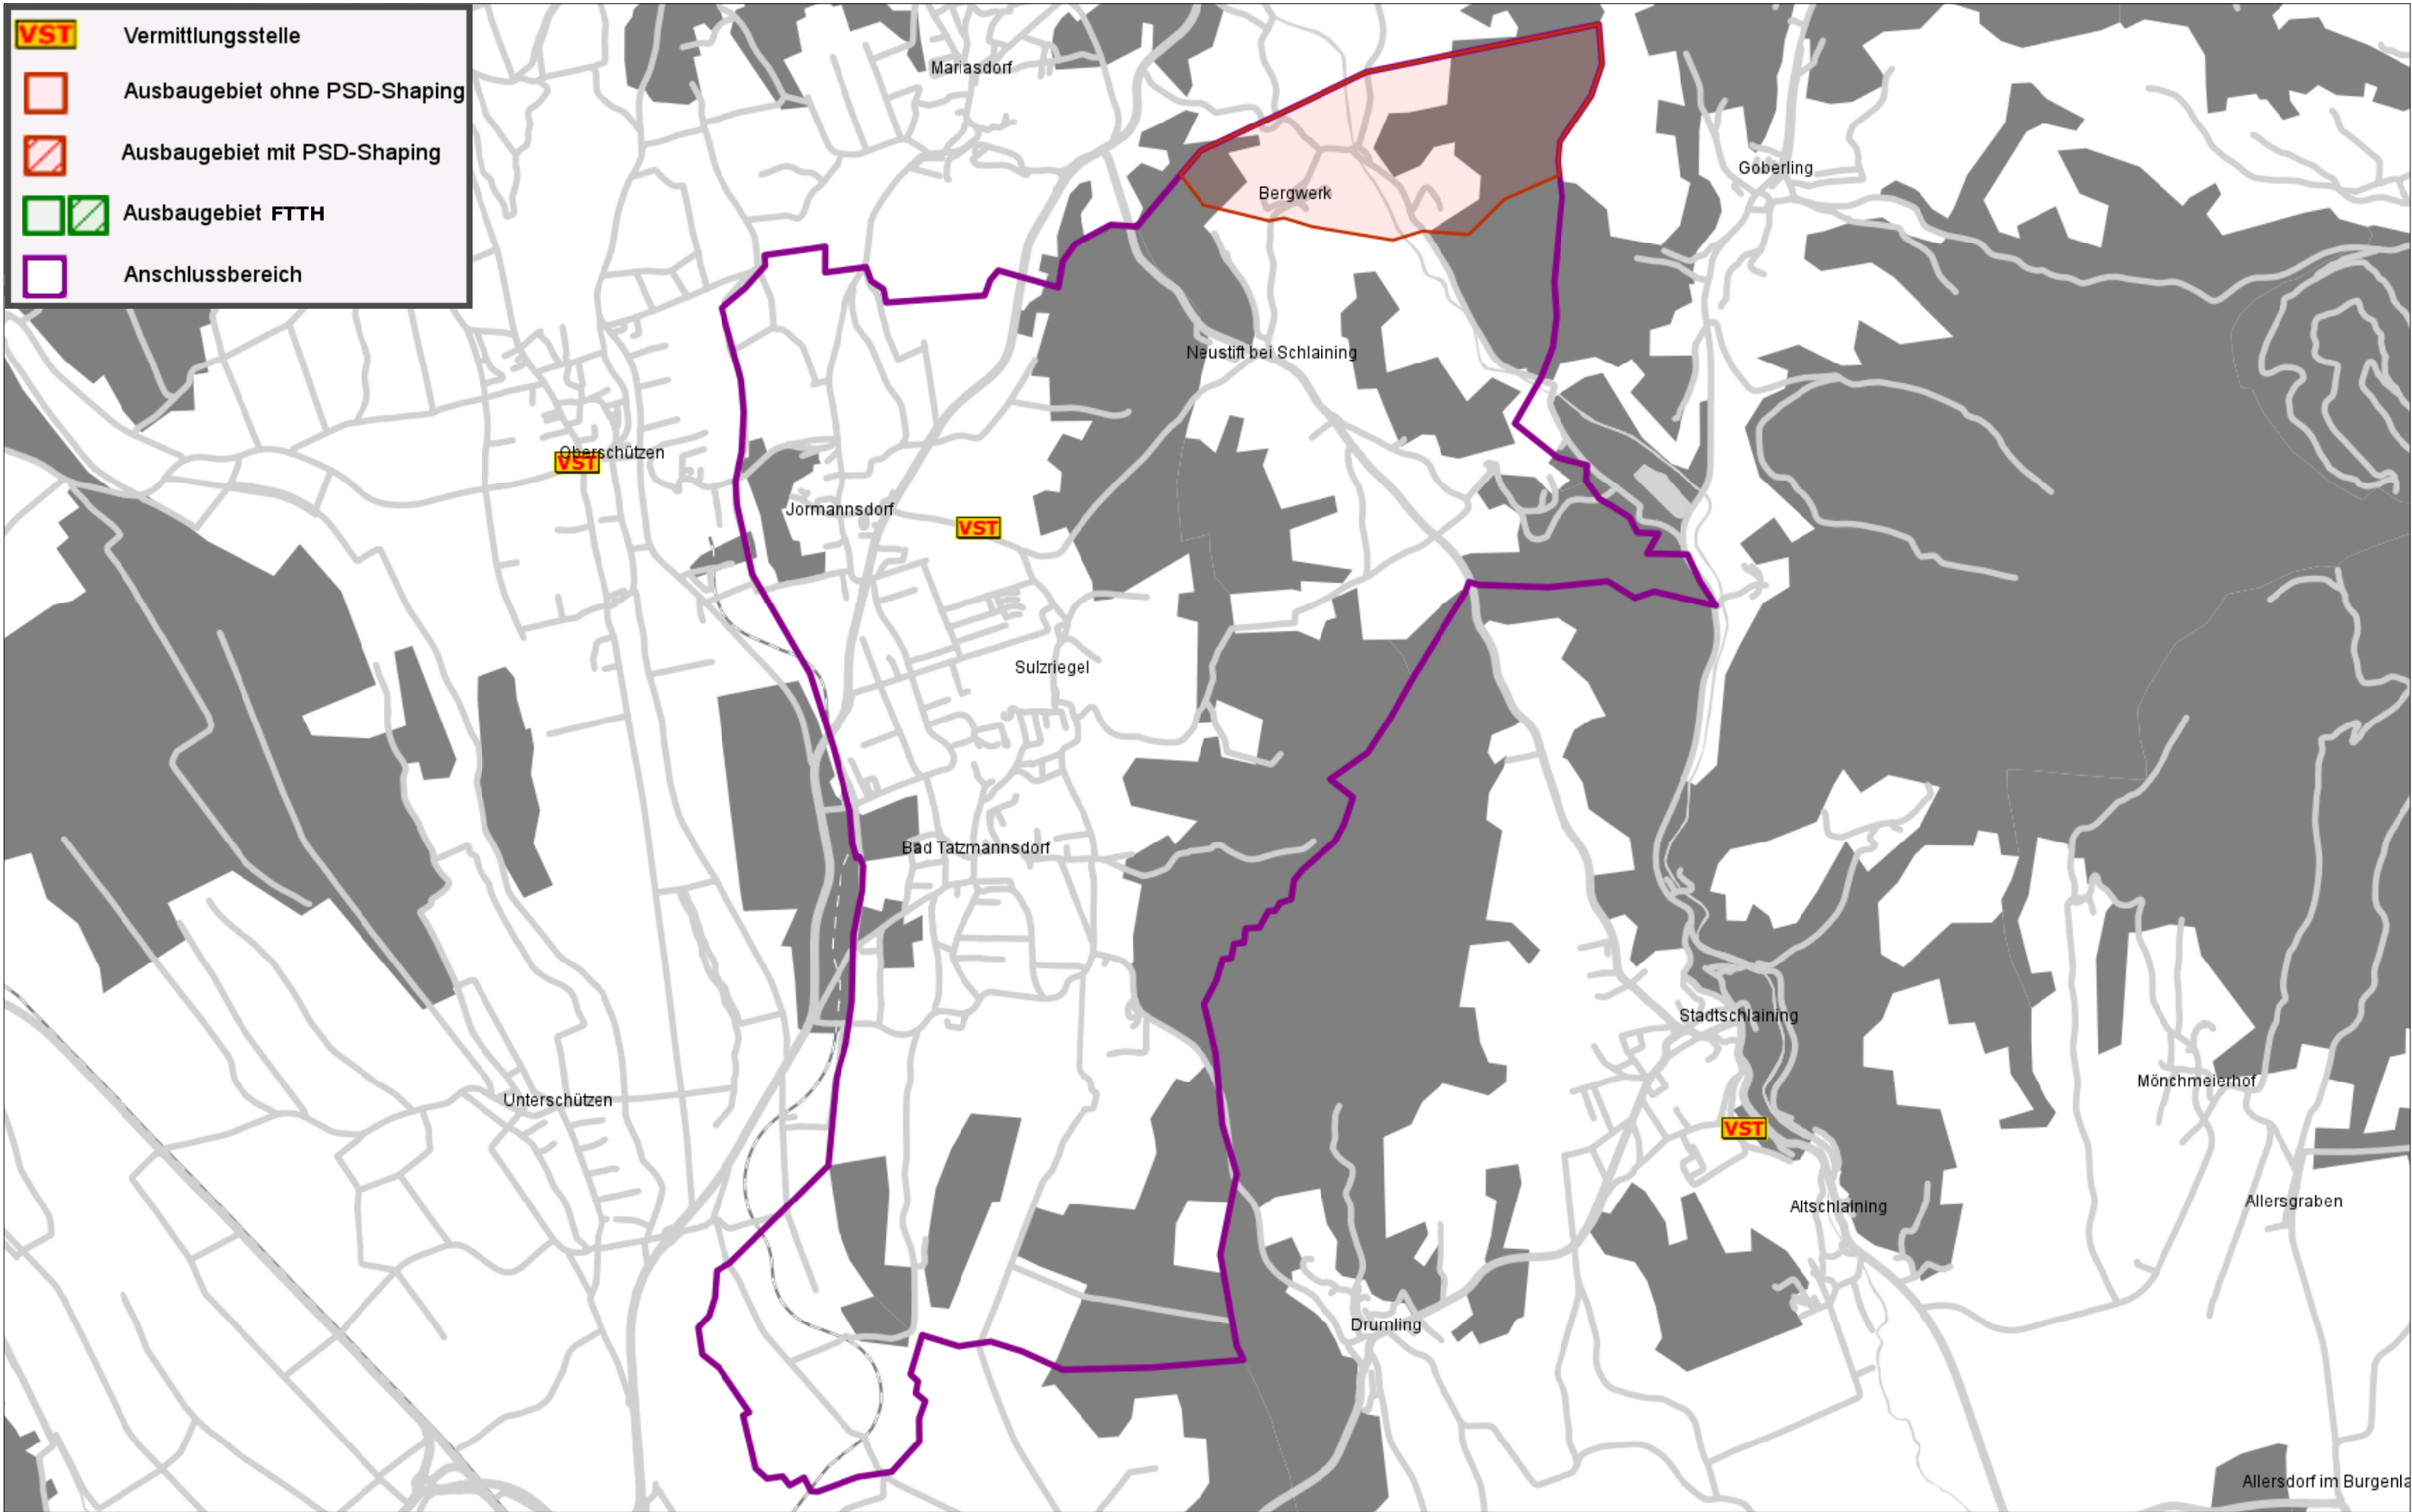 VST Vermittlungsstelle
Ausbaugebiet ohne PSD-Shaping
Ausbaugebiet mit PSD-Shaping
Ausbaugebiet FTTH
Anschlussbereich
Mariasdorf
Goberling
Bergwerk
Neustift bei Schlaining
Oberschützen
VST
Jormannsdorf
VST
Sulzriegel
Bad Tatzmannsdorf
Stadtschlaining
Mönchmeierhof
Unterschützen
VST
Allersgraben
Altschlaining
Drumling
Allersdorf im Burgenla